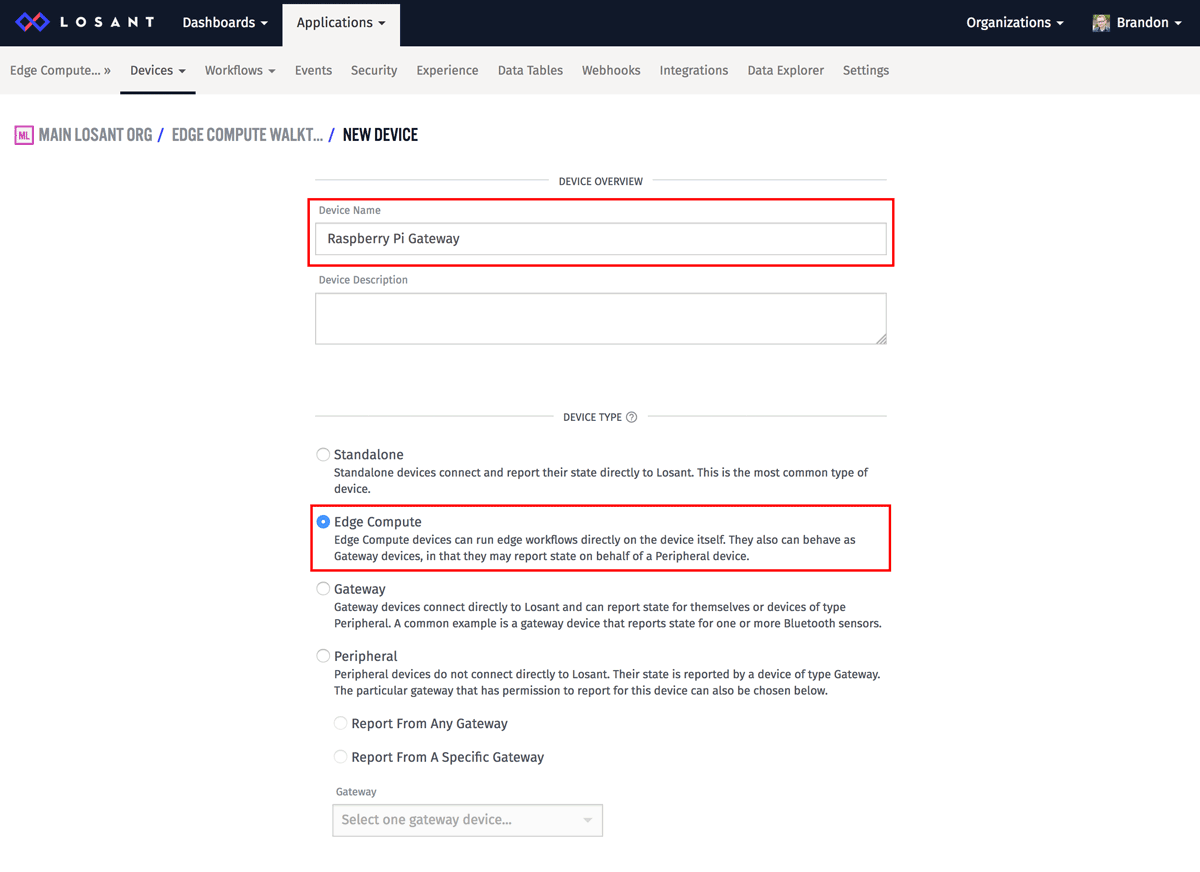 LOSANT Dashboards Applications Organizations Brandon
Edge Compute... » Devices Workflows Events Security Experience Data Tables Webhooks Integrations Data Explorer Settings
ML MAIN LOSANT ORG / EDGE COMPUTE WALKT... / NEW DEVICE
DEVICE OVERVIEW
Device Name
Raspberry Pi Gateway
Device Description
DEVICE TYPE ?
Standalone
Standalone devices connect and report their state directly to Losant. This is the most common type of
device.
Edge Compute
Edge Compute devices can run edge workflows directly on the device itself. They also can behave as
Gateway devices, in that they may report state on behalf of a Peripheral device.
Gateway
Gateway devices connect directly to Losant and can report state for themselves or devices of type
Peripheral. A common example is a gateway device that reports state for one or more Bluetooth sensors.
Peripheral
Peripheral devices do not connect directly to Losant. Their state is reported by a device of type Gateway.
The particular gateway that has permission to report for this device can also be chosen below.
Report From Any Gateway
Report From A Specific Gateway
Gateway
Select one gateway device...